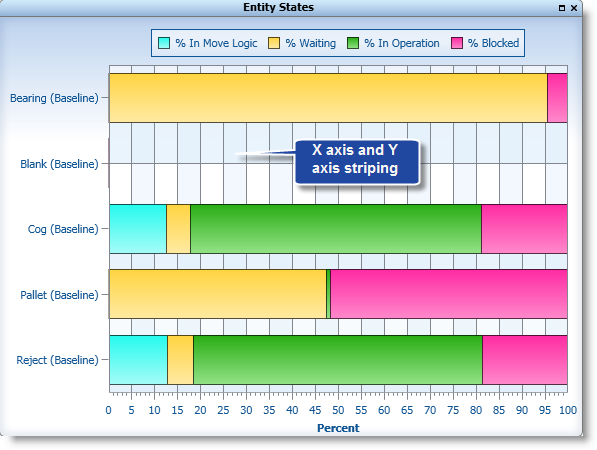 Entity States
% In Move Logic % Waiting % In Operation % Blocked
Bearing (Baseline)
Blank (Baseline)
X axis and Y
axis striping
Cog (Baseline)
Pallet (Baseline)
Reject (Baseline)
0 5 10 15 20 25 30 35 40 45 50 55 60 65 70 75 80 85 90 95 100
Percent